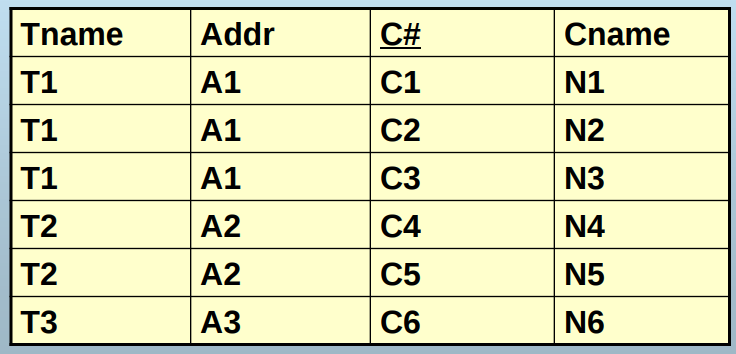 Tname Addr C# Cname
T1 A1 C1 N1
T1 A1 C2 N2
T1 A1 C3 N3
T2 A2 C4 N4
T2 A2 C5 N5
T3 A3 C6 N6